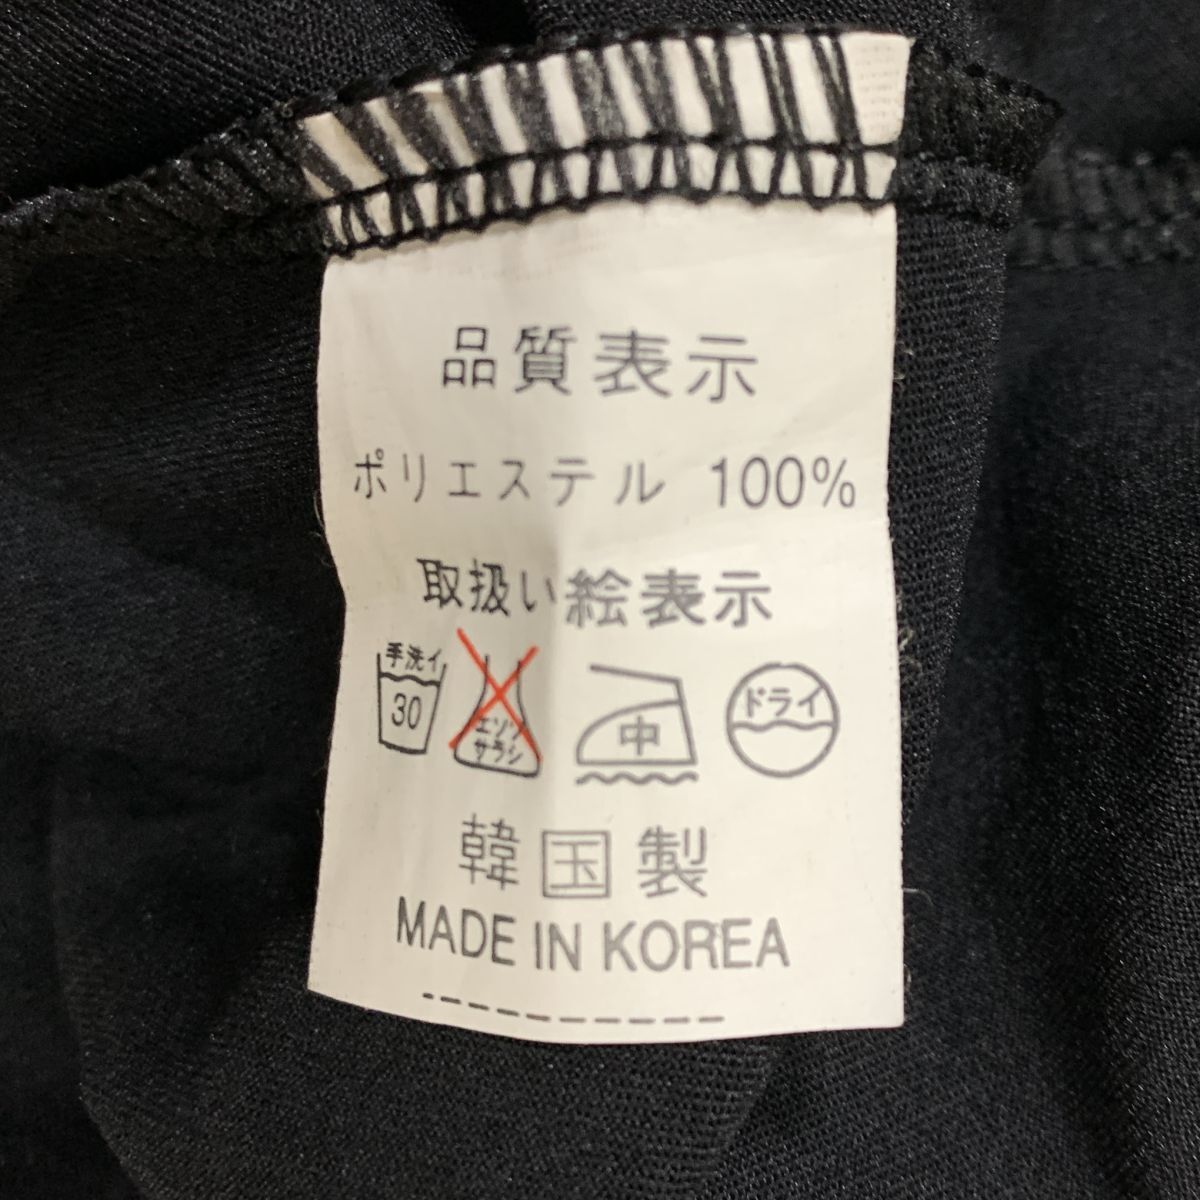 品質表示
ポリエステル 100%
取扱い絵表示
手洗イ
30
エンソ
サラシ
中
ドライ
韓国製
MADE IN KOREA